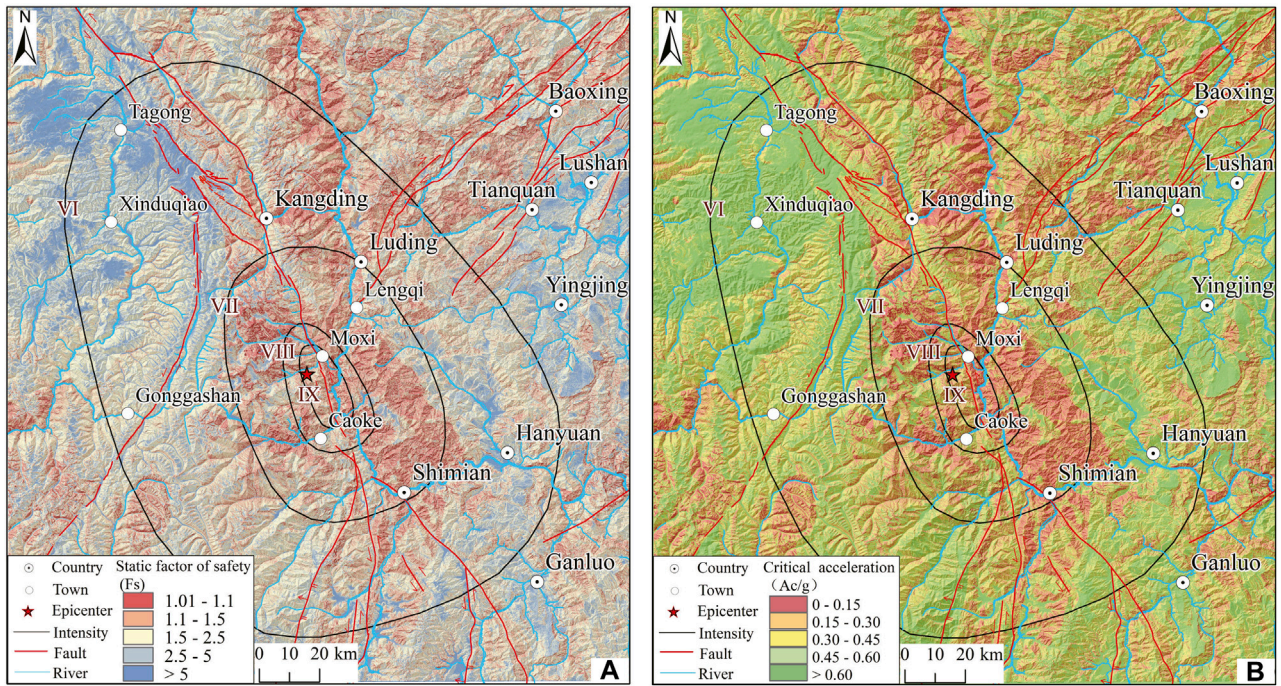 N
Baoxing
Tagong
Lushan
Tianquan
VI
Xinduqiao
Kangding
Luding
Lengqi
Yingjing
VII
VIII
Moxi
IX
Gonggashan
Caoke
Hanyuan
Shimian
Ganluo
Country
Town
Epicenter
Intensity
Fault
River
Static factor of safety
(Fs)
1.01 - 1.1
1.1 - 1.5
1.5 - 2.5
2.5 - 5
> 5
0 10 20 km
A
N
Baoxing
Tagong
Lushan
Tianquan
VI
Xinduqiao
Kangding
Luding
Lengqi
Yingjing
VII
VIII
Moxi
IX
Gonggashan
Caoke
Hanyuan
Shimian
Ganluo
Country
Town
Epicenter
Intensity
Fault
River
Critical acceleration
（Ac/g）
0 - 0.15
0.15 - 0.30
0.30 - 0.45
0.45 - 0.60
> 0.60
0 10 20 km
B